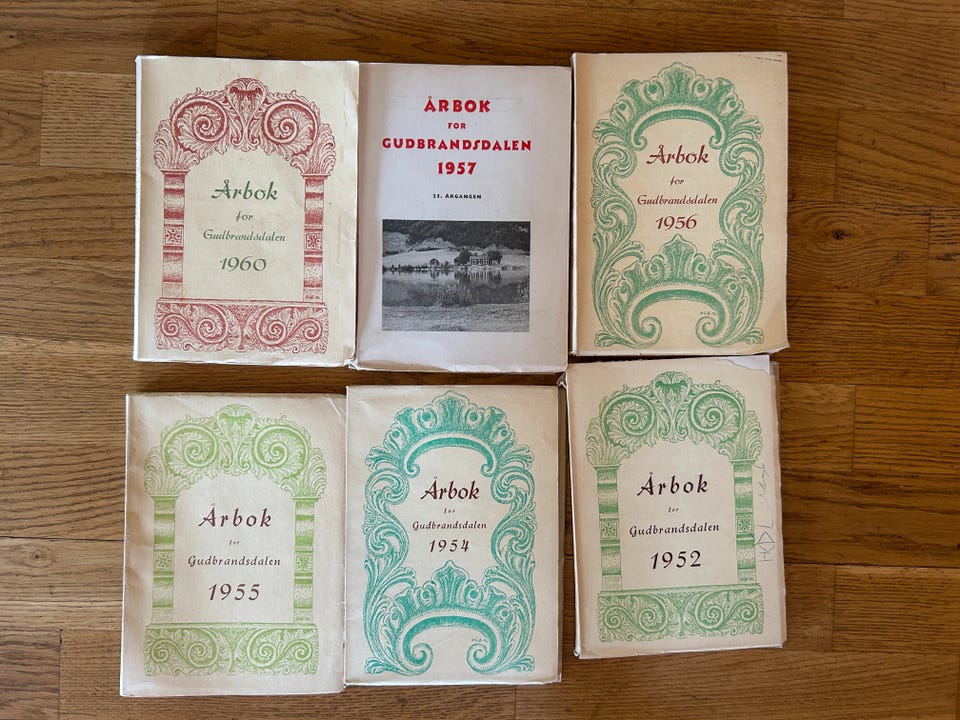 Årbok
for
Gudbrandsdalen
1960
ÅRBOK
FOR
GUDBRANDSDALEN
1957
25. ÅRGANGEN
Årbok
for
Gudbrandsdalen
1956
Årbok
for
Gudbrandsdalen
1955
Årbok
for
Gudbrandsdalen
1954
Årbok
for
Gudbrandsdalen
1952